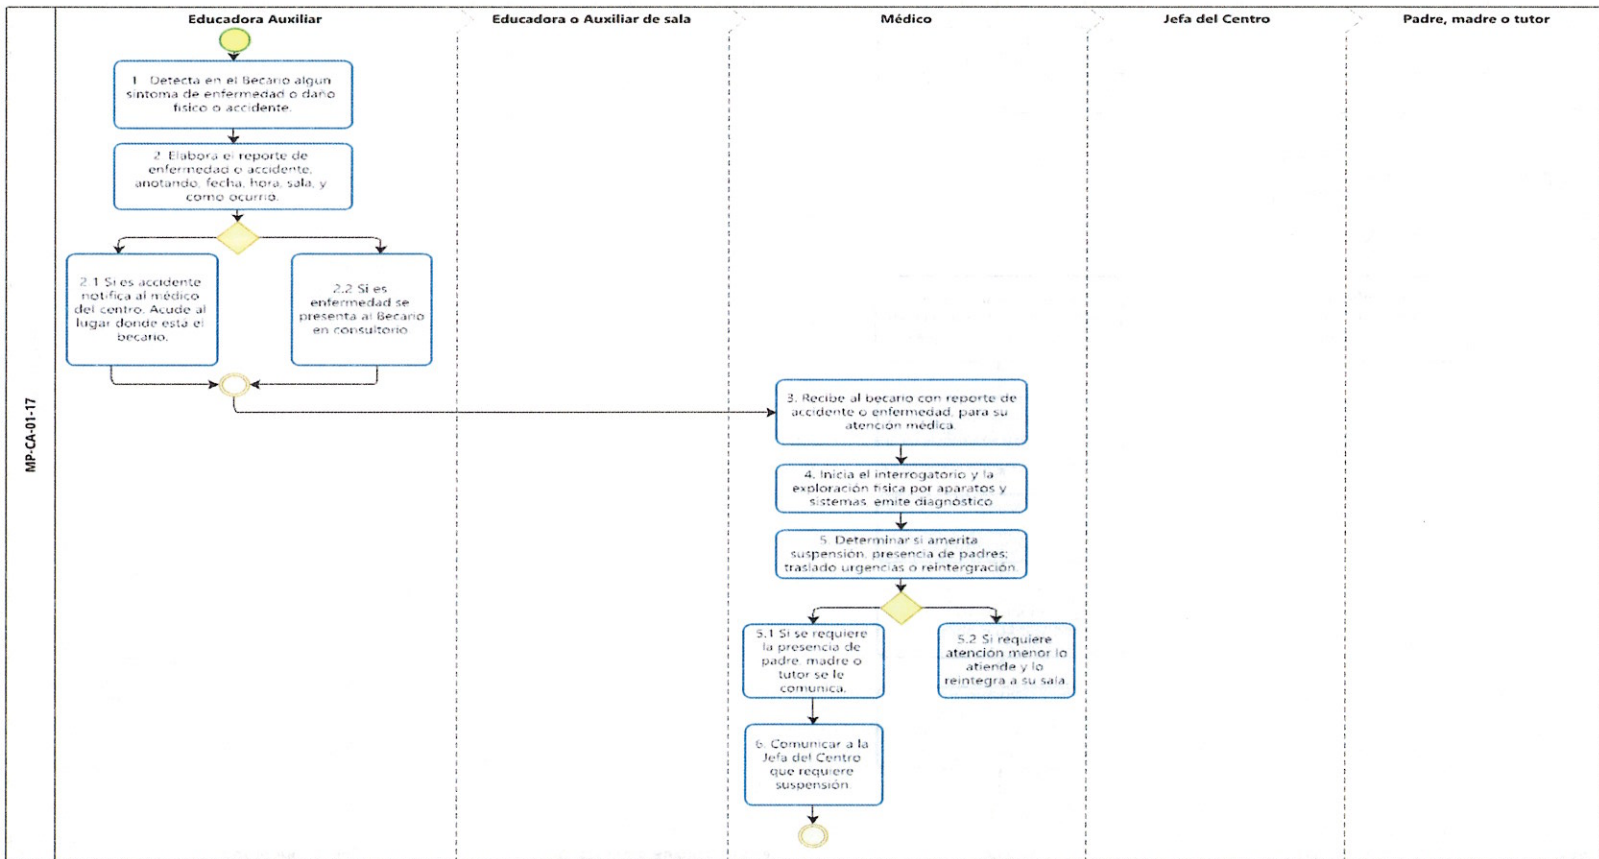 Educadora Auxiliar
Educadora o Auxiliar de sala
Médico
Jefa del Centro
Padre, madre o tutor
MP-CA-01-17
1. Detecta en el Becario algun
sintoma de enfermedad o daño
fisico o accidente.
2. Elabora el reporte de
enfermedad o accidente,
anotando, fecha, hora, sala, y
como ocurrio.
2.1 Si es accidente
notifica al médico
del centro. Acude al
lugar donde esta el
becario.
2.2 Si es
enfermedad se
presenta al Becario
en consultorio
3. Recibe al becario con reporte de
accidente o enfermedad, para su
atención médica.
4. Inicia el interrogatorio y la
exploración fisica por aparatos y
sistemas emite diagnóstico
5. Determinar si amerita
suspensión, presencia de padres;
traslado urgencias o reintergración.
5.1 Si se requiere
la presencia de
padre, madre o
tutor se le
comunica.
5.2 Si requiere
atención menor lo
atiende y lo
reintegra a su sala.
6. Comunicar a la
Jefa del Centro
que requiere
suspensión.